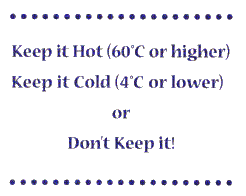 Keep it Hot (60°C or higher)
Keep it Cold (4°C or lower)
or
Don't Keep it!